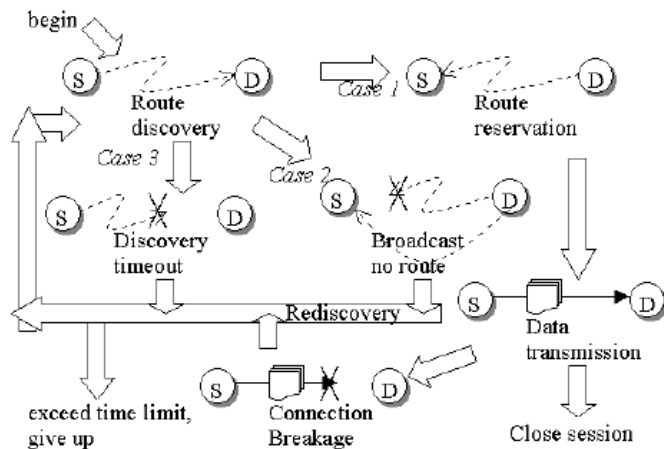 begin
S
D
Case 1
S
D
Route
discovery
Route
reservation
Case 3
Case 2
S
D
S
D
Discovery
timeout
Broadcast
no route
Rediscovery
S
D
Data
transmission
S
D
exceed time limit,
give up
Connection
Breakage
Close session